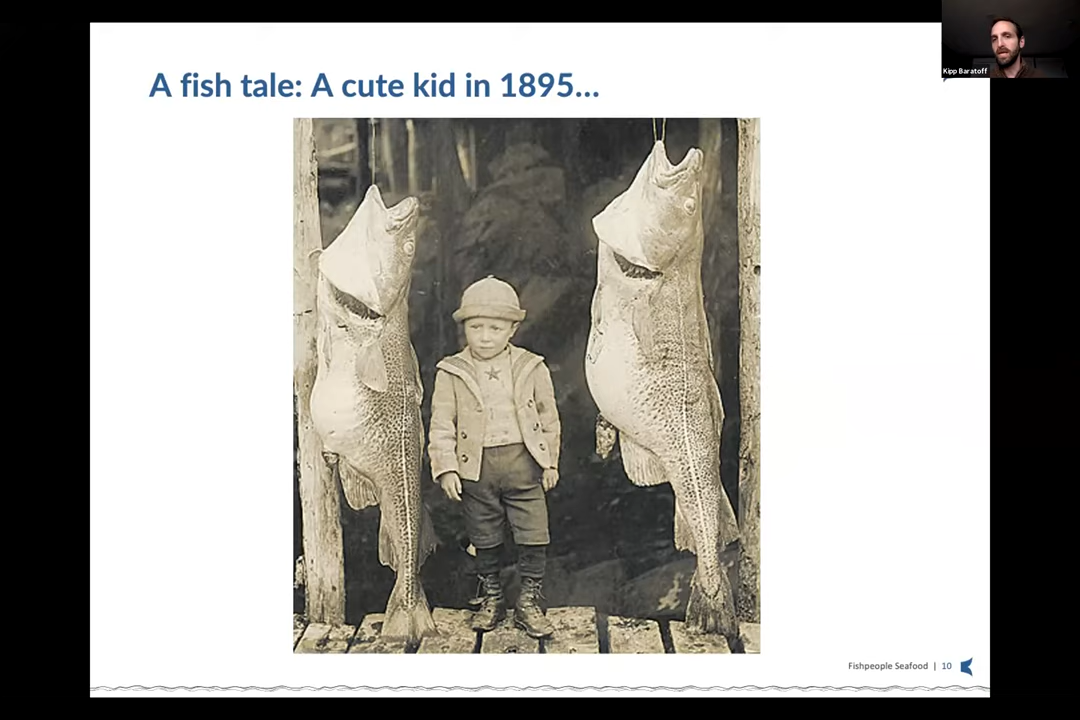 A fish tale: A cute kid in 1895...
Kipp Baratoff
Fishpeople Seafood | 10